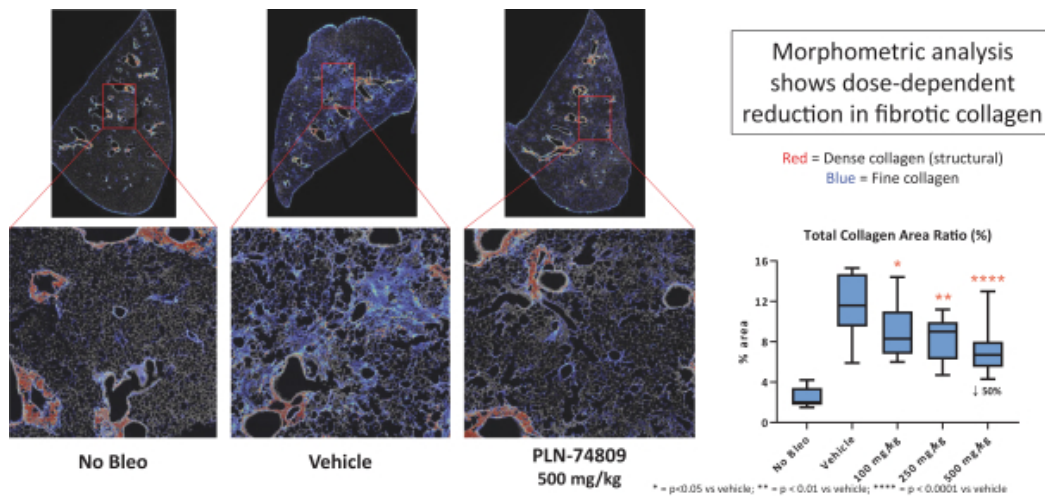 Morphometric analysis
shows dose-dependent
reduction in fibrotic collagen
Red = Dense collagen (structural)
Blue = Fine collagen
Total Collagen Area Ratio (%)
% area
16
12
8
4
0
*
**
****
↓ 50%
No Bleo
Vehicle
100 mg/kg
250 mg/kg
500 mg/kg
No Bleo
Vehicle
PLN-74809
500 mg/kg
* = p<0.05 vs vehicle; ** = p < 0.01 vs vehicle; **** = p < 0.0001 vs vehicle